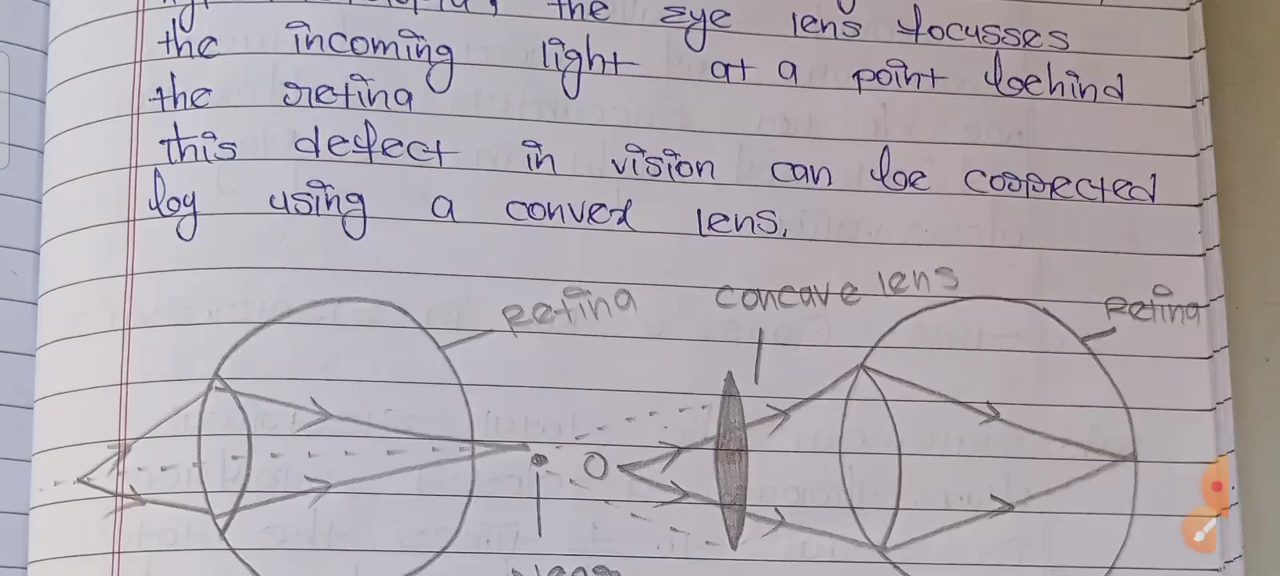 the eye lens focusses
the incoming light at a point behind
the retina
this defect in vision can be corrected
by using a convex lens.
retina
concave lens
Retina
O